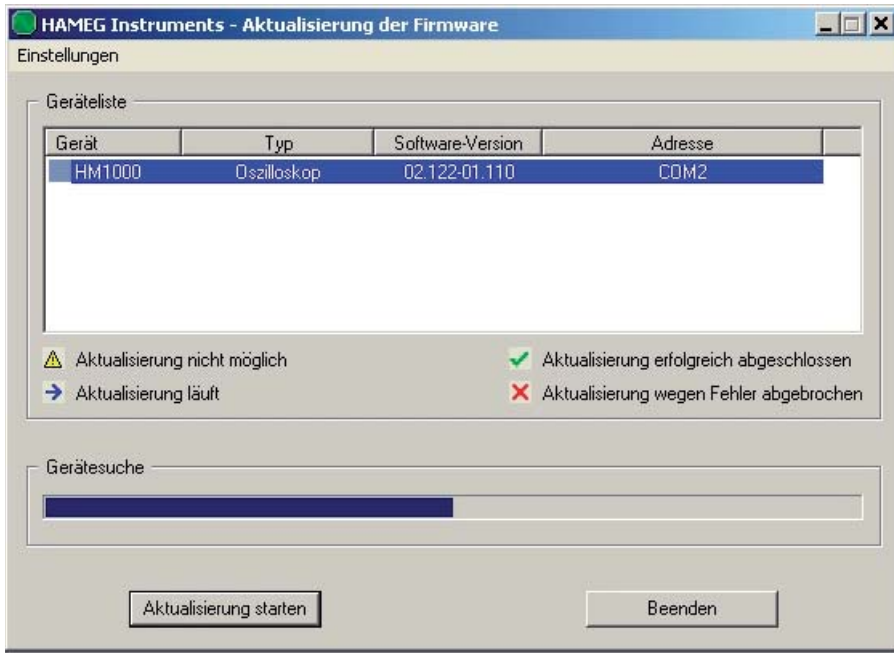 HAMEG Instruments - Aktualisierung der Firmware
Einstellungen
Geräteliste
Gerät Typ Software-Version Adresse
HM1000 Oszilloskop 02.122-01.110 COM2
Aktualisierung nicht möglich Aktualisierung erfolgreich abgeschlossen
Aktualisierung läuft Aktualisierung wegen Fehler abgebrochen
Gerätesuche
Aktualisierung starten Beenden